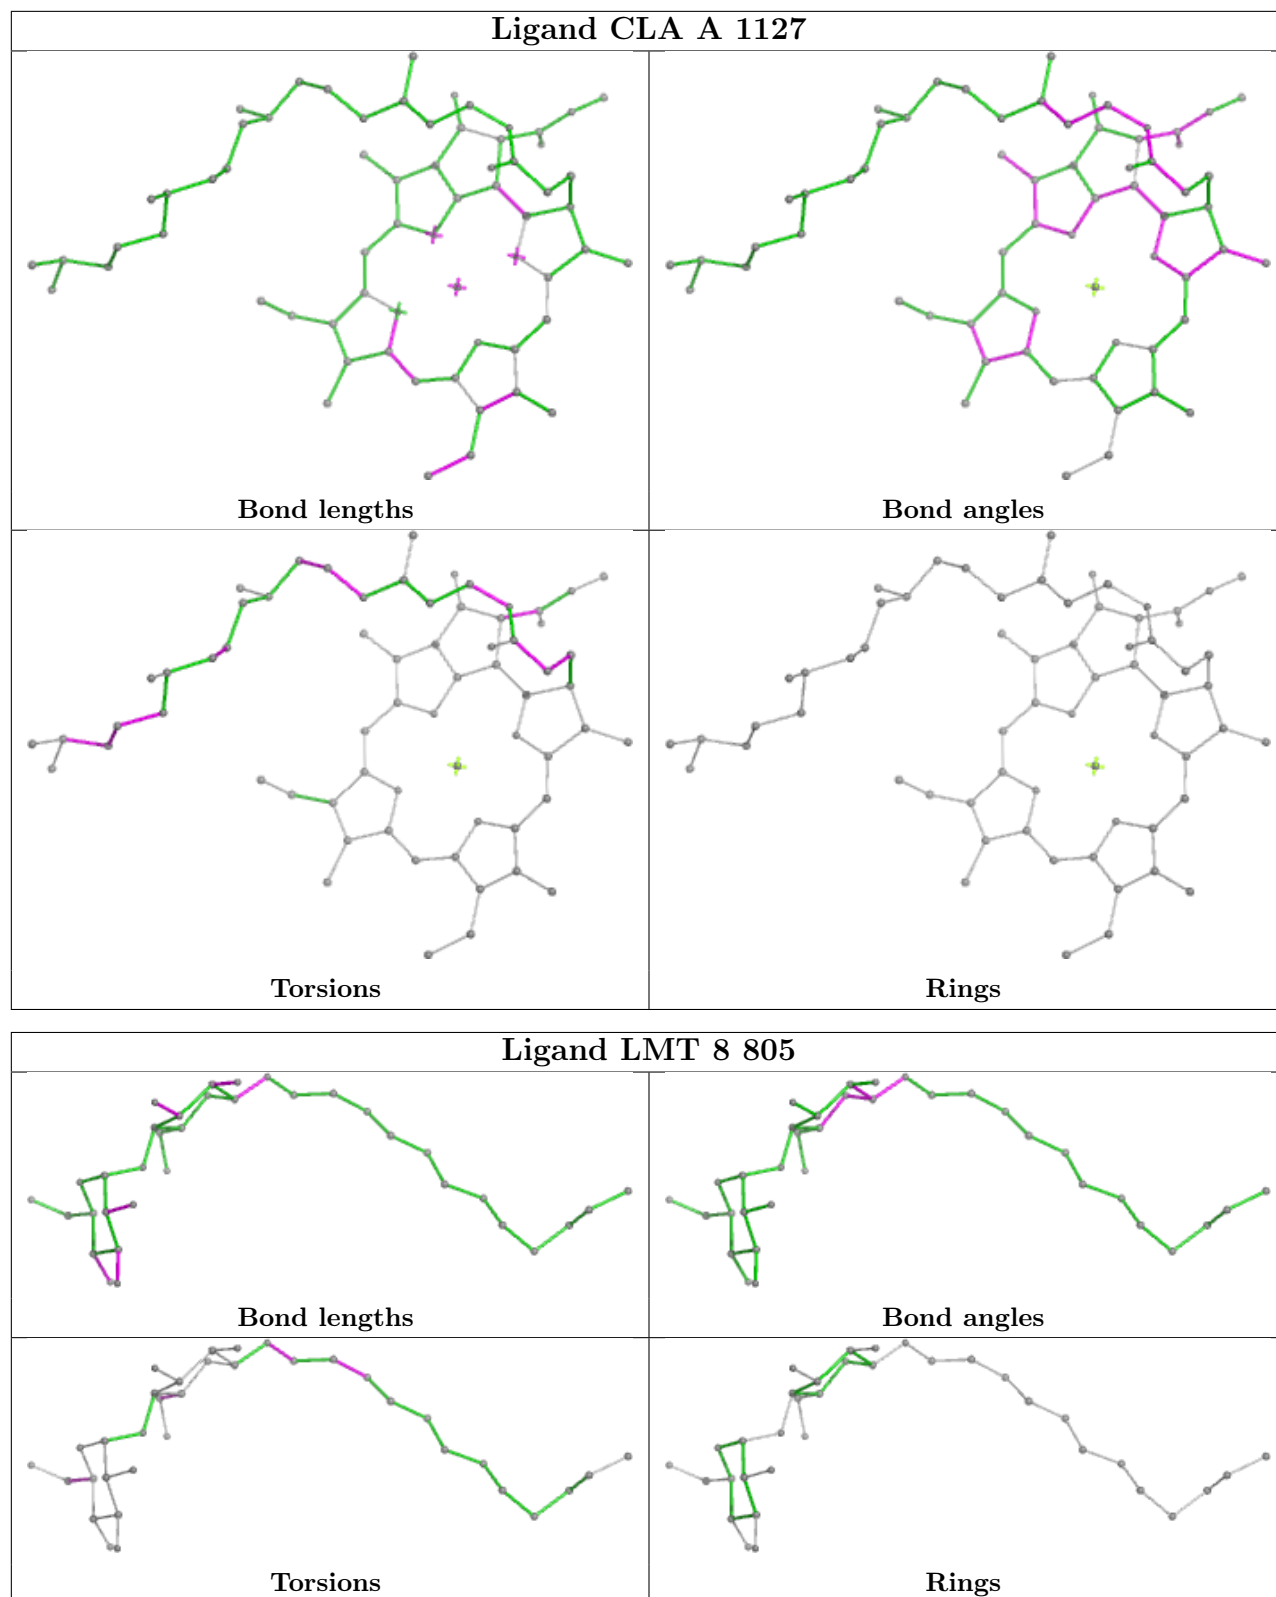 Ligand CLA A 1127
Bond lengths
Bond angles
Torsions
Rings
Ligand LMT 8 805
Bond lengths
Bond angles
Torsions
Rings